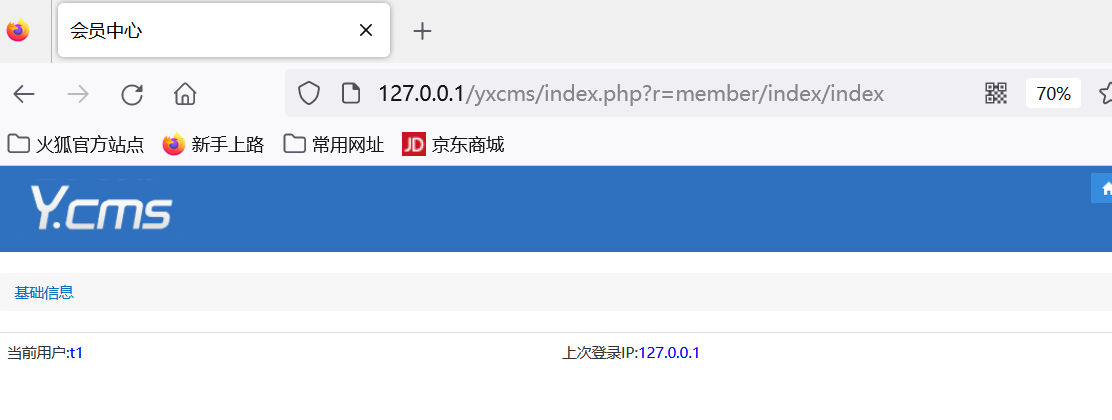 会员中心
127.0.0.1/yxcms/index.php?r=member/index/index
70%
火狐官方站点 新手上路 常用网址 JD 京东商城
Y.cms
基础信息
当前用户:t1 上次登录IP:127.0.0.1